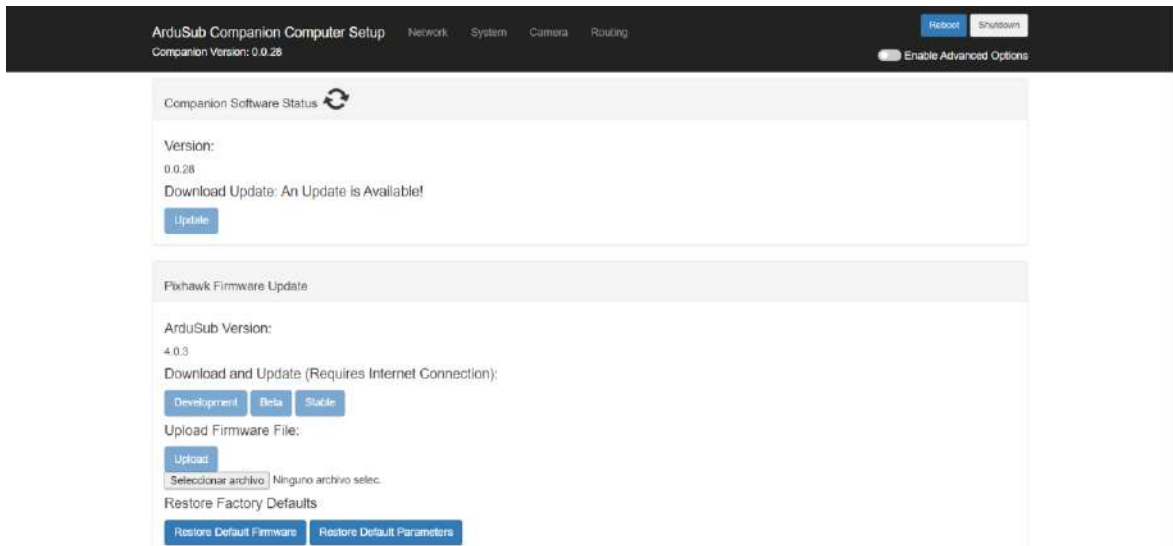 ArduSub Companion Computer Setup Network System Camera Routing Reboot Shutdown
Companion Version: 0.0.28 Enable Advanced Options
Companion Software Status
Version:
0.0.28
Download Update: An Update is Available!
Update
Pixhawk Firmware Update
ArduSub Version:
4.0.3
Download and Update (Requires Internet Connection):
Development Beta Stable
Upload Firmware File:
Upload
Seleccionar archivo Ninguno archivo selec.
Restore Factory Defaults
Restore Default Firmware Restore Default Parameters